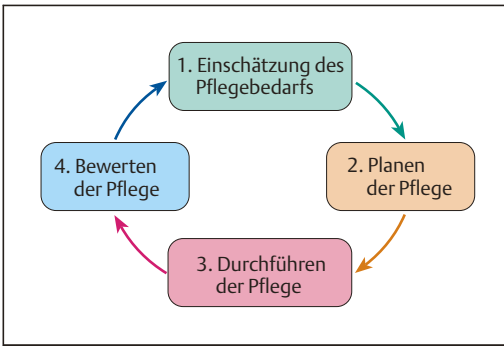 1. Einschätzung des
Pflegebedarfs
2. Planen
der Pflege
3. Durchführen
der Pflege
4. Bewerten
der Pflege